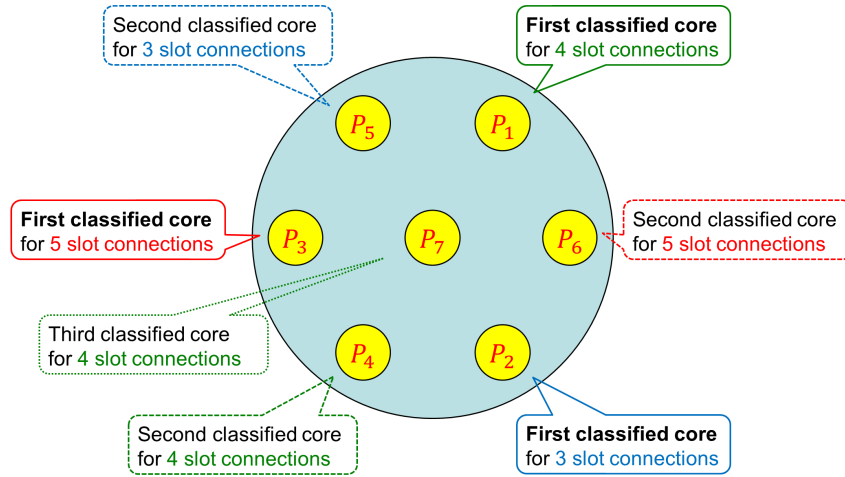 Second classified core
for 3 slot connections
First classified core
for 4 slot connections
P5
P1
First classified core
for 5 slot connections
P3
P7
P6
Second classified core
for 5 slot connections
Third classified core
for 4 slot connections
P4
P2
Second classified core
for 4 slot connections
First classified core
for 3 slot connections